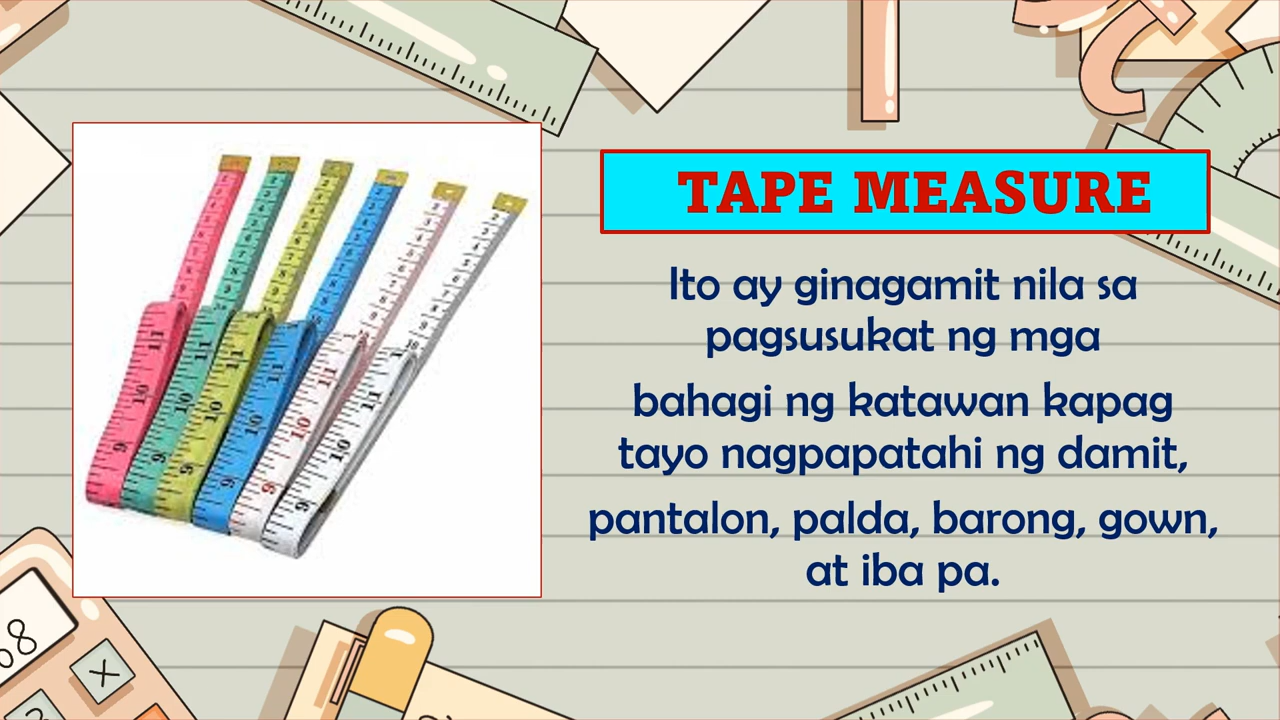 TAPE MEASURE
Ito ay ginagamit nila sa
pagsusukat ng mga
bahagi ng katawan kapag
tayo nagpapatahi ng damit,
pantalon, palda, barong, gown,
at iba pa.